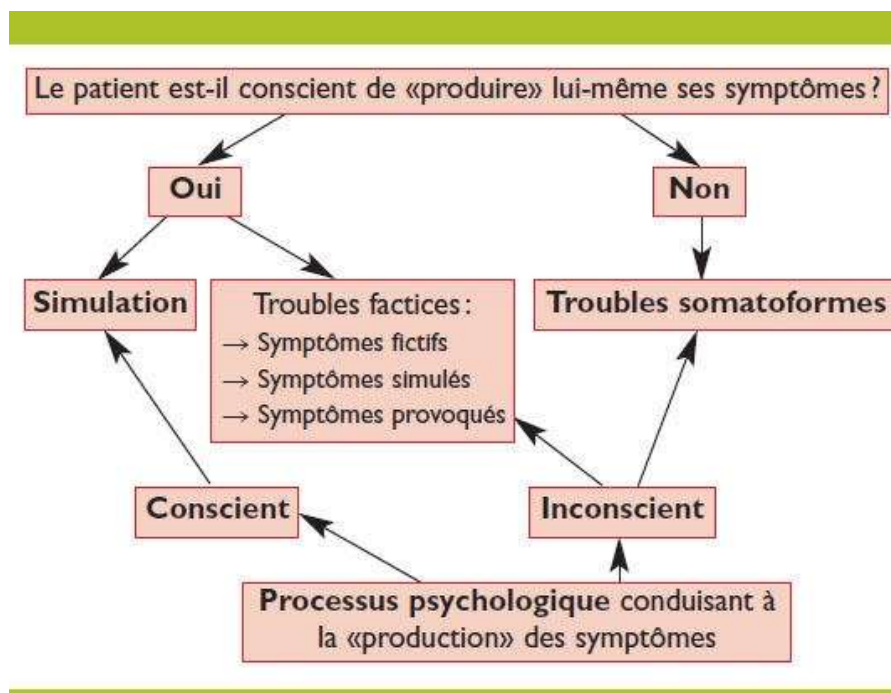 Le patient est-il conscient de «produire» lui-même ses symptômes ?
Oui
Non
Simulation
Troubles factices :
→ Symptômes fictifs
→ Symptômes simulés
→ Symptômes provoqués
Troubles somatoformes
Conscient
Inconscient
Processus psychologique conduisant à
la «production» des symptômes